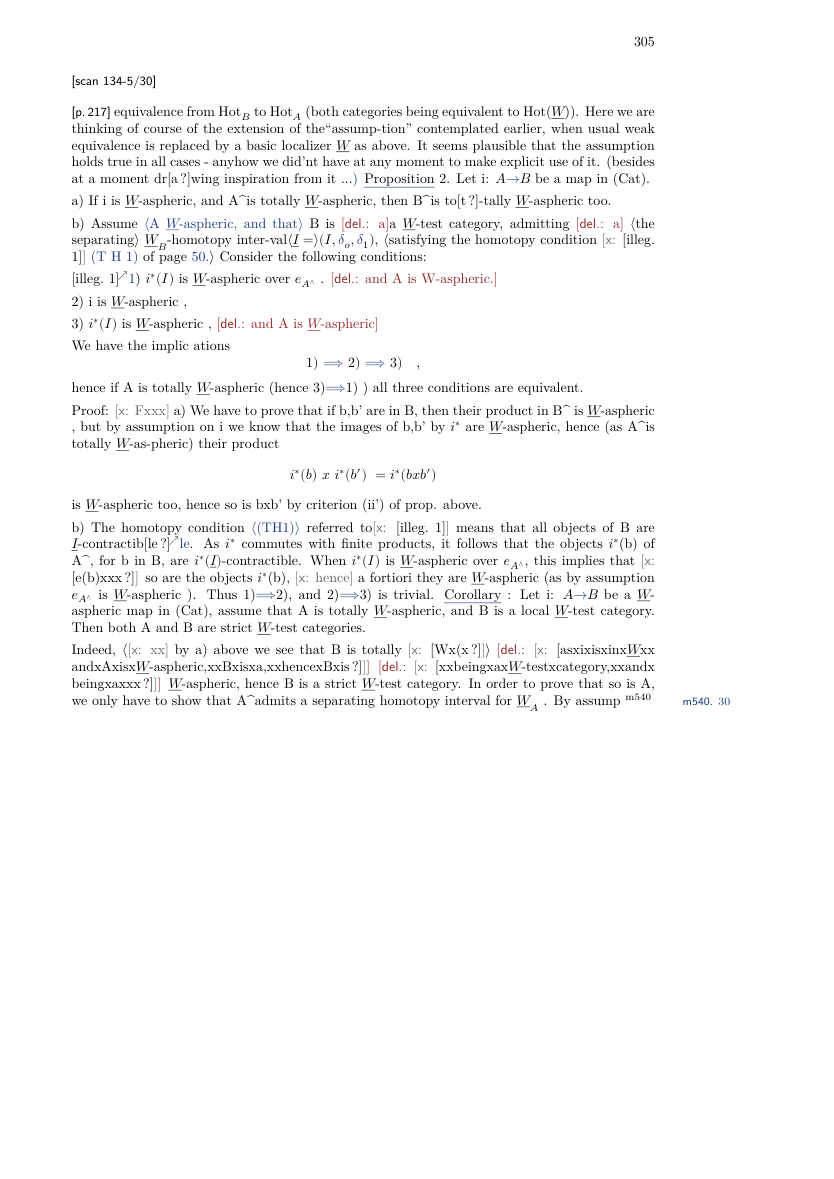 305
[scan 134-5/30]
[p. 217] equivalence from Hot_B to Hot_A (both categories being equivalent to Hot(W)). Here we are
thinking of course of the extension of the“assump-tion” contemplated earlier, when usual weak
equivalence is replaced by a basic localizer W as above. It seems plausible that the assumption
holds true in all cases - anyhow we did'nt have at any moment to make explicit use of it. (besides
at a moment dr[a ?]wing inspiration from it ...) Proposition 2. Let i: A→B be a map in (Cat).
a) If i is W-aspheric, and A^is totally W-aspheric, then B^is to[t ?]-tally W-aspheric too.
b) Assume ⟨A W-aspheric, and that⟩ B is [del.: a]a W-test category, admitting [del.: a] ⟨the
separating⟩ W_B-homotopy inter-val⟨I =⟩(I, δ_o, δ_1), ⟨satisfying the homotopy condition [x: [illeg.
1]] (T H 1) of page 50.⟩ Consider the following conditions:
[illeg. 1]↗1) i*(I) is W-aspheric over e_A^ . [del.: and A is W-aspheric.]
2) i is W-aspheric ,
3) i*(I) is W-aspheric , [del.: and A is W-aspheric]
We have the implic ations
1) ⟹ 2) ⟹ 3) ,
hence if A is totally W-aspheric (hence 3)⟹1) ) all three conditions are equivalent.
Proof: [x: Fxxx] a) We have to prove that if b,b' are in B, then their product in B^ is W-aspheric
, but by assumption on i we know that the images of b,b' by i* are W-aspheric, hence (as A^is
totally W-as-pheric) their product
i*(b) x i*(b′) = i*(bxb′)
is W-aspheric too, hence so is bxb' by criterion (ii') of prop. above.
b) The homotopy condition ⟨(TH1)⟩ referred to[x: [illeg. 1]] means that all objects of B are
I-contractib[le ?]↗le. As i* commutes with finite products, it follows that the objects i*(b) of
A^, for b in B, are i*(I)-contractible. When i*(I) is W-aspheric over e_A^, this implies that [x:
[e(b)xxx ?]] so are the objects i*(b), [x: hence] a fortiori they are W-aspheric (as by assumption
e_A^ is W-aspheric ). Thus 1)⟹2), and 2)⟹3) is trivial. Corollary : Let i: A→B be a W-
aspheric map in (Cat), assume that A is totally W-aspheric, and B is a local W-test category.
Then both A and B are strict W-test categories.
Indeed, ⟨[x: xx] by a) above we see that B is totally [x: [Wx(x ?]]⟩ [del.: [x: [asxixisxinxWxx
andxAxisxW-aspheric,xxBxisxa,xxhencexBxis ?]]] [del.: [x: [xxbeingxaxW-testxcategory,xxandx
beingxaxxx ?]]] W-aspheric, hence B is a strict W-test category. In order to prove that so is A,
we only have to show that A^admits a separating homotopy interval for W_A . By assump m540
m540. 30